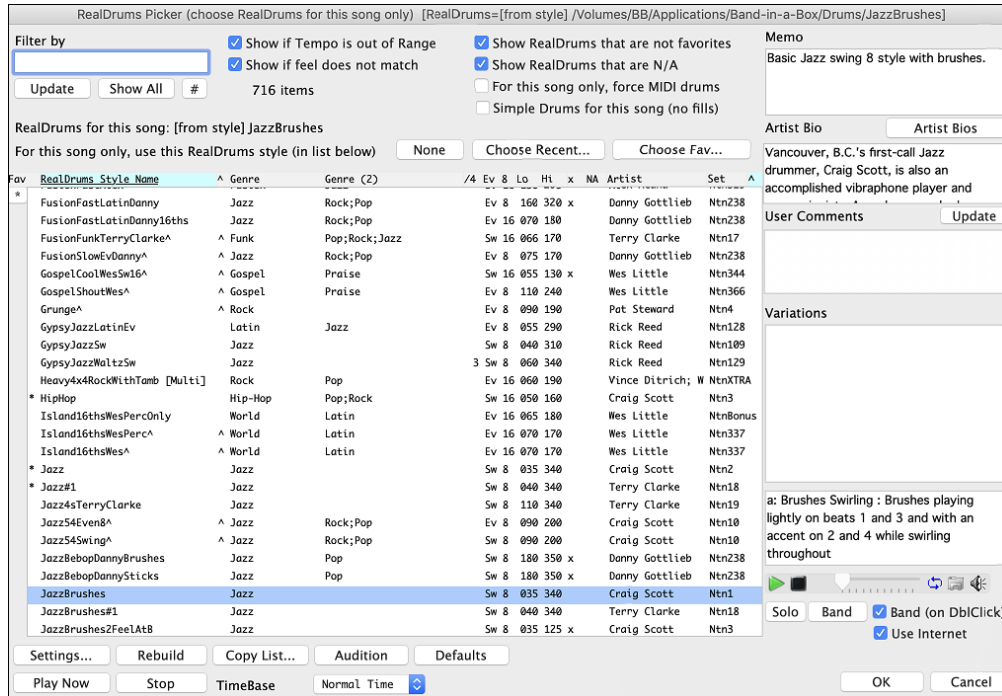 RealDrums Picker (choose RealDrums for this song only) [RealDrums=[from style] /Volumes/BB/Applications/Band-in-a-Box/Drums/JazzBrushes]
Filter by
Update Show All #
Show if Tempo is out of Range
Show if feel does not match
716 items
Show RealDrums that are not favorites
Show RealDrums that are N/A
For this song only, force MIDI drums
Simple Drums for this song (no fills)
RealDrums for this song: [from style] JazzBrushes
For this song only, use this RealDrums style (in list below) None Choose Recent... Choose Fav...
Fav RealDrums Style Name ^ Genre Genre (2) /4 Ev 8 Lo Hi x NA Artist Set ^
*
FusionFastLatinDanny Jazz Rock;Pop Ev 8 160 320 x Danny Gottlieb Ntn238
FusionFastLatinDanny16ths Jazz Rock;Pop Ev 16 070 180 Danny Gottlieb Ntn238
FusionFunkTerryClarke^ ^ Funk Pop;Rock;Jazz Sw 16 066 170 Terry Clarke Ntn17
FusionSlowEvDanny^ ^ Jazz Rock;Pop Ev 8 075 170 Danny Gottlieb Ntn238
GospelCoolWesSw16^ ^ Gospel Praise Sw 16 055 130 x Wes Little Ntn344
GospelShoutWes^ ^ Gospel Praise Ev 8 110 240 Wes Little Ntn366
Grunge^ ^ Rock Ev 8 090 190 Pat Steward Ntn4
GypsyJazzLatinEv Latin Jazz Ev 8 055 290 Rick Reed Ntn128
GypsyJazzSw Jazz Sw 8 040 310 Rick Reed Ntn109
GypsyJazzWaltzSw Jazz 3 Sw 8 060 340 Rick Reed Ntn129
Heavy4x4RockWithTamb [Multi] Rock Pop Ev 16 060 190 Vince Ditrich; W NtnXTRA
* HipHop Hip-Hop Pop;Rock Sw 16 050 160 Craig Scott Ntn3
Island16thsWesPercOnly World Latin Ev 16 065 180 Wes Little NtnBonus
Island16thsWesPerc^ ^ World Latin Ev 16 070 170 Wes Little Ntn337
Island16thsWes^ ^ World Latin Ev 16 070 170 Wes Little Ntn337
* Jazz Jazz Sw 8 035 340 Craig Scott Ntn2
* Jazz#1 Jazz Sw 8 040 340 Terry Clarke Ntn18
Jazz4sTerryClarke Jazz Sw 8 110 340 Terry Clarke Ntn19
Jazz54Even8^ ^ Jazz Rock;Pop Ev 8 090 200 Craig Scott Ntn10
Jazz54Swing^ ^ Jazz Rock;Pop Sw 8 090 200 Craig Scott Ntn10
JazzBebopDannyBrushes Jazz Pop Sw 8 180 350 x Danny Gottlieb Ntn238
JazzBebopDannySticks Jazz Pop Sw 8 180 350 x Danny Gottlieb Ntn238
JazzBrushes Jazz Sw 8 035 340 Craig Scott Ntn1
JazzBrushes#1 Jazz Sw 8 040 340 Terry Clarke Ntn18
JazzBrushes2FeelAtB Jazz Sw 8 035 125 x Craig Scott Ntn3
Settings... Rebuild Copy List... Audition Defaults
Play Now Stop TimeBase Normal Time
Memo
Basic Jazz swing 8 style with brushes.
Artist Bio Artist Bios
Vancouver, B.C.'s first-call Jazz
drummer, Craig Scott, is also an
accomplished vibraphone player and
User Comments Update
Variations
a: Brushes Swirling : Brushes playing
lightly on beats 1 and 3 and with an
accent on 2 and 4 while swirling
throughout
Solo Band Band (on DblClick)
Use Internet
OK Cancel